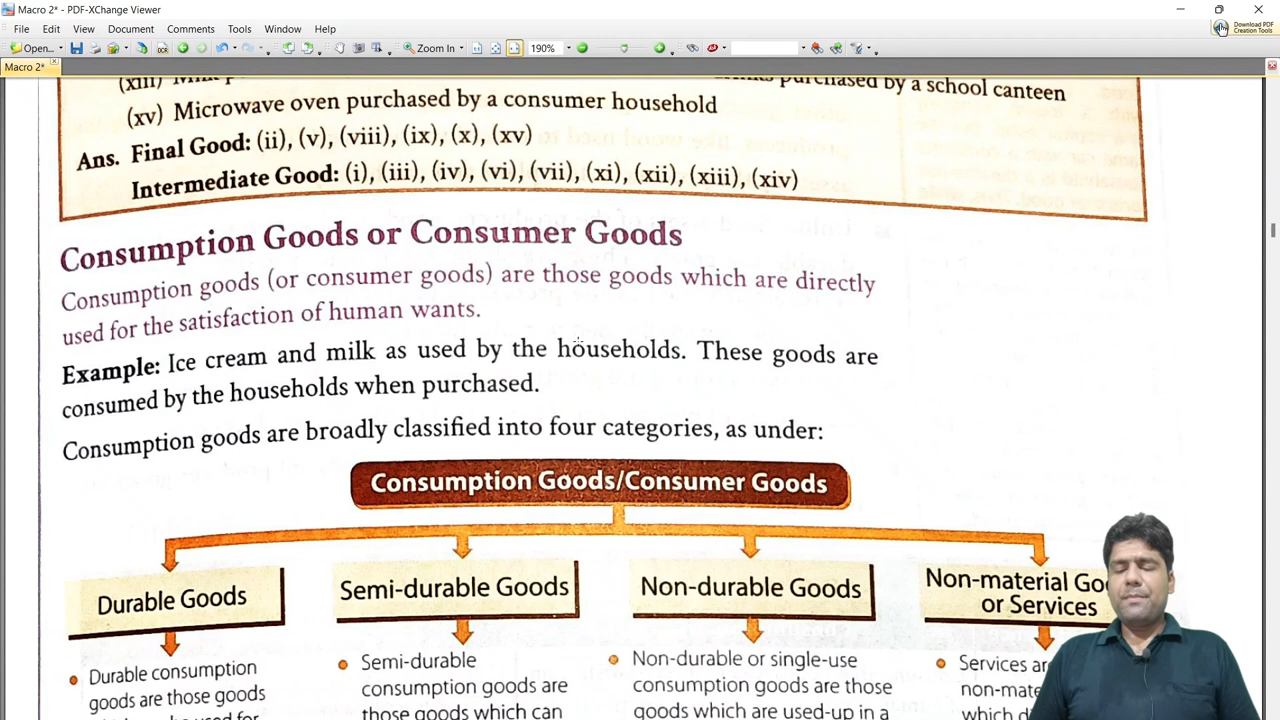 Macro 2* - PDF-XChange Viewer
File Edit View Document Comments Tools Window Help
Download PDF
Creation Tools
Open... Zoom In 190%
Macro 2*
purchased by a school canteen
(xv) Microwave oven purchased by a consumer household
Ans. Final Good: (ii), (v), (viii), (ix), (x), (xv)
Intermediate Good: (i), (iii), (iv), (vi), (vii), (xi), (xii), (xiii), (xiv)
Consumption Goods or Consumer Goods
Consumption goods (or consumer goods) are those goods which are directly
used for the satisfaction of human wants.
Example: Ice cream and milk as used by the households. These goods are
consumed by the households when purchased.
Consumption goods are broadly classified into four categories, as under:
Consumption Goods/Consumer Goods
Durable Goods Semi-durable Goods Non-durable Goods Non-material
or Services
Durable consumption
goods are those goods
Semi-durable
consumption goods are
those goods which can
Non-durable or single-use
consumption goods are those
goods which are used-up in a
Services